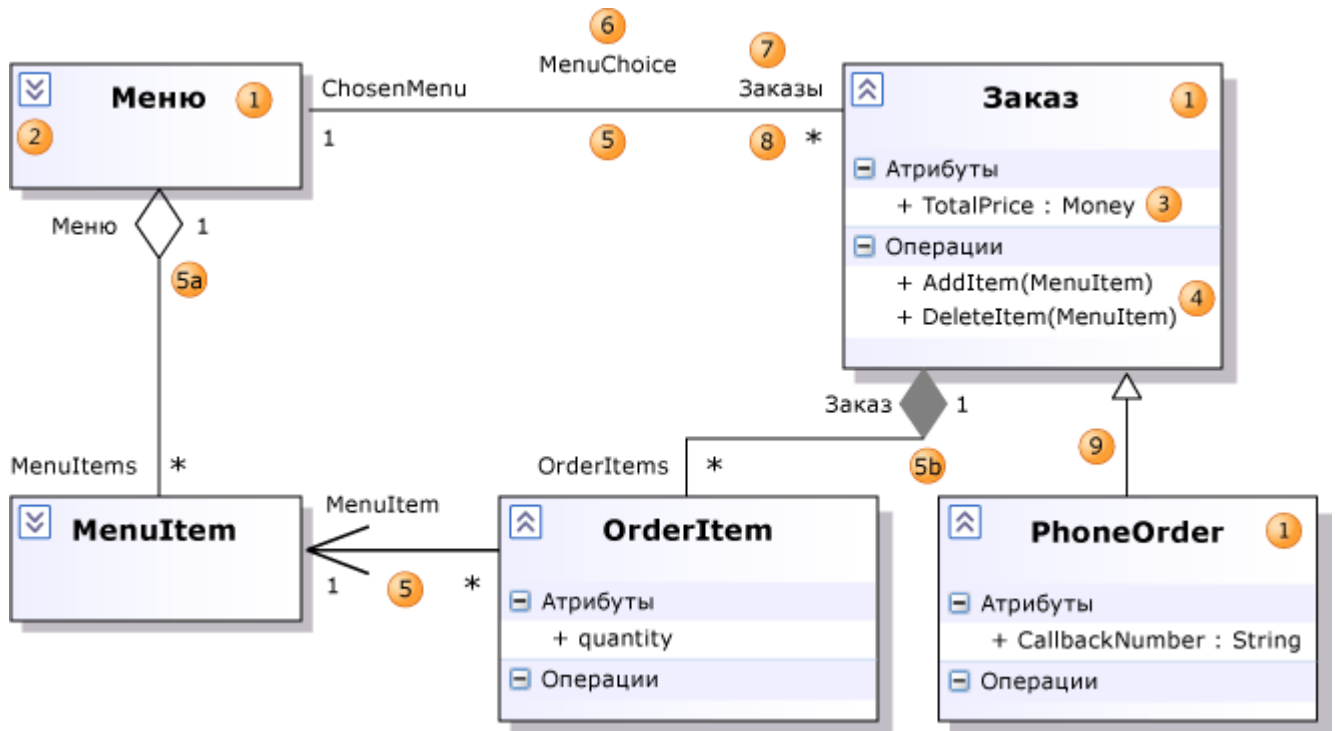 6
7
MenuChoice
ChosenMenu
Заказы
Меню 1
Заказ 1
2
1
5
8 *
Атрибуты
+ TotalPrice : Money 3
Меню 1
Операции
5a
+ AddItem(MenuItem)
4
+ DeleteItem(MenuItem)
Заказ 1
9
MenuItems *
OrderItems *
5b
MenuItem
MenuItem
OrderItem
PhoneOrder 1
1 5 *
Атрибуты
+ quantity
Операции
Атрибуты
+ CallbackNumber : String
Операции